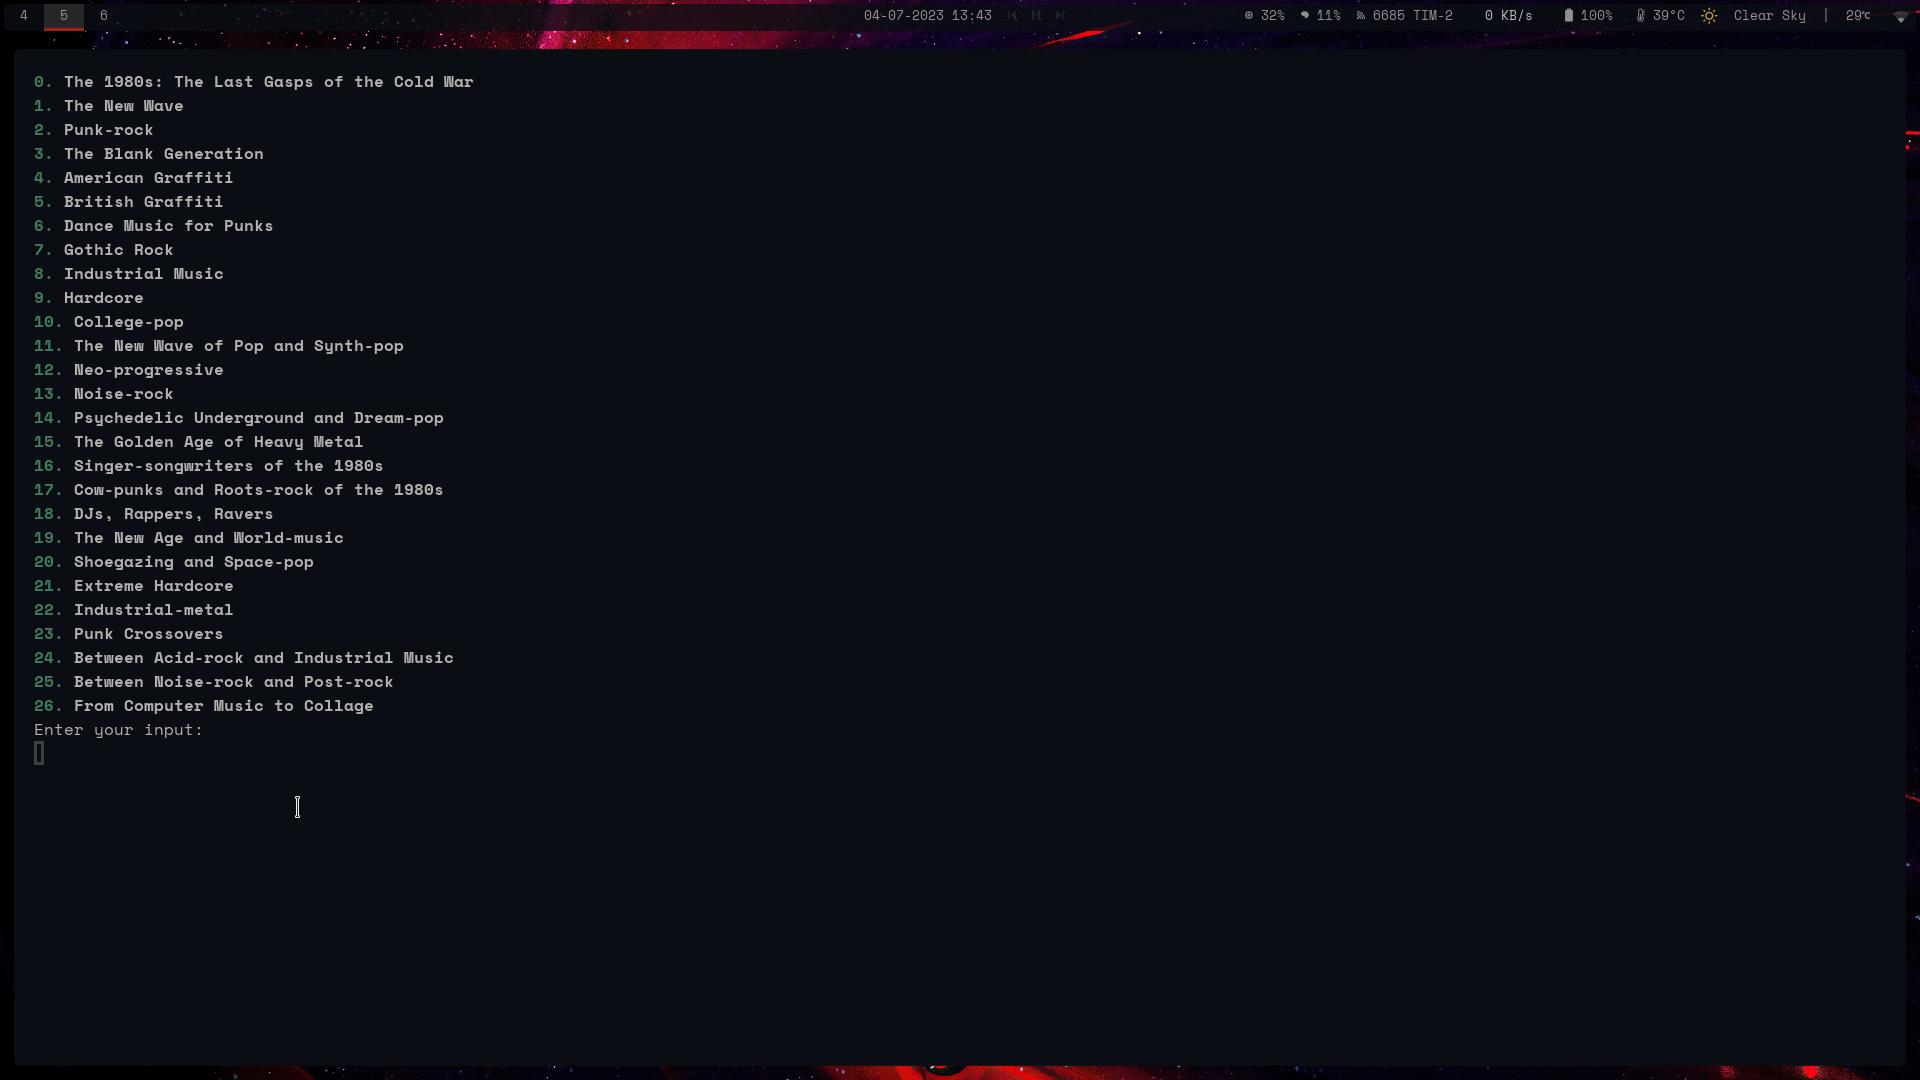 4 5 6 04-07-2023 13:43 32% 11% 6685 TIM-2 0 KB/s 100% 39°C Clear Sky | 29℃
0. The 1980s: The Last Gasps of the Cold War
1. The New Wave
2. Punk-rock
3. The Blank Generation
4. American Graffiti
5. British Graffiti
6. Dance Music for Punks
7. Gothic Rock
8. Industrial Music
9. Hardcore
10. College-pop
11. The New Wave of Pop and Synth-pop
12. Neo-progressive
13. Noise-rock
14. Psychedelic Underground and Dream-pop
15. The Golden Age of Heavy Metal
16. Singer-songwriters of the 1980s
17. Cow-punks and Roots-rock of the 1980s
18. DJs, Rappers, Ravers
19. The New Age and World-music
20. Shoegazing and Space-pop
21. Extreme Hardcore
22. Industrial-metal
23. Punk Crossovers
24. Between Acid-rock and Industrial Music
25. Between Noise-rock and Post-rock
26. From Computer Music to Collage
Enter your input: